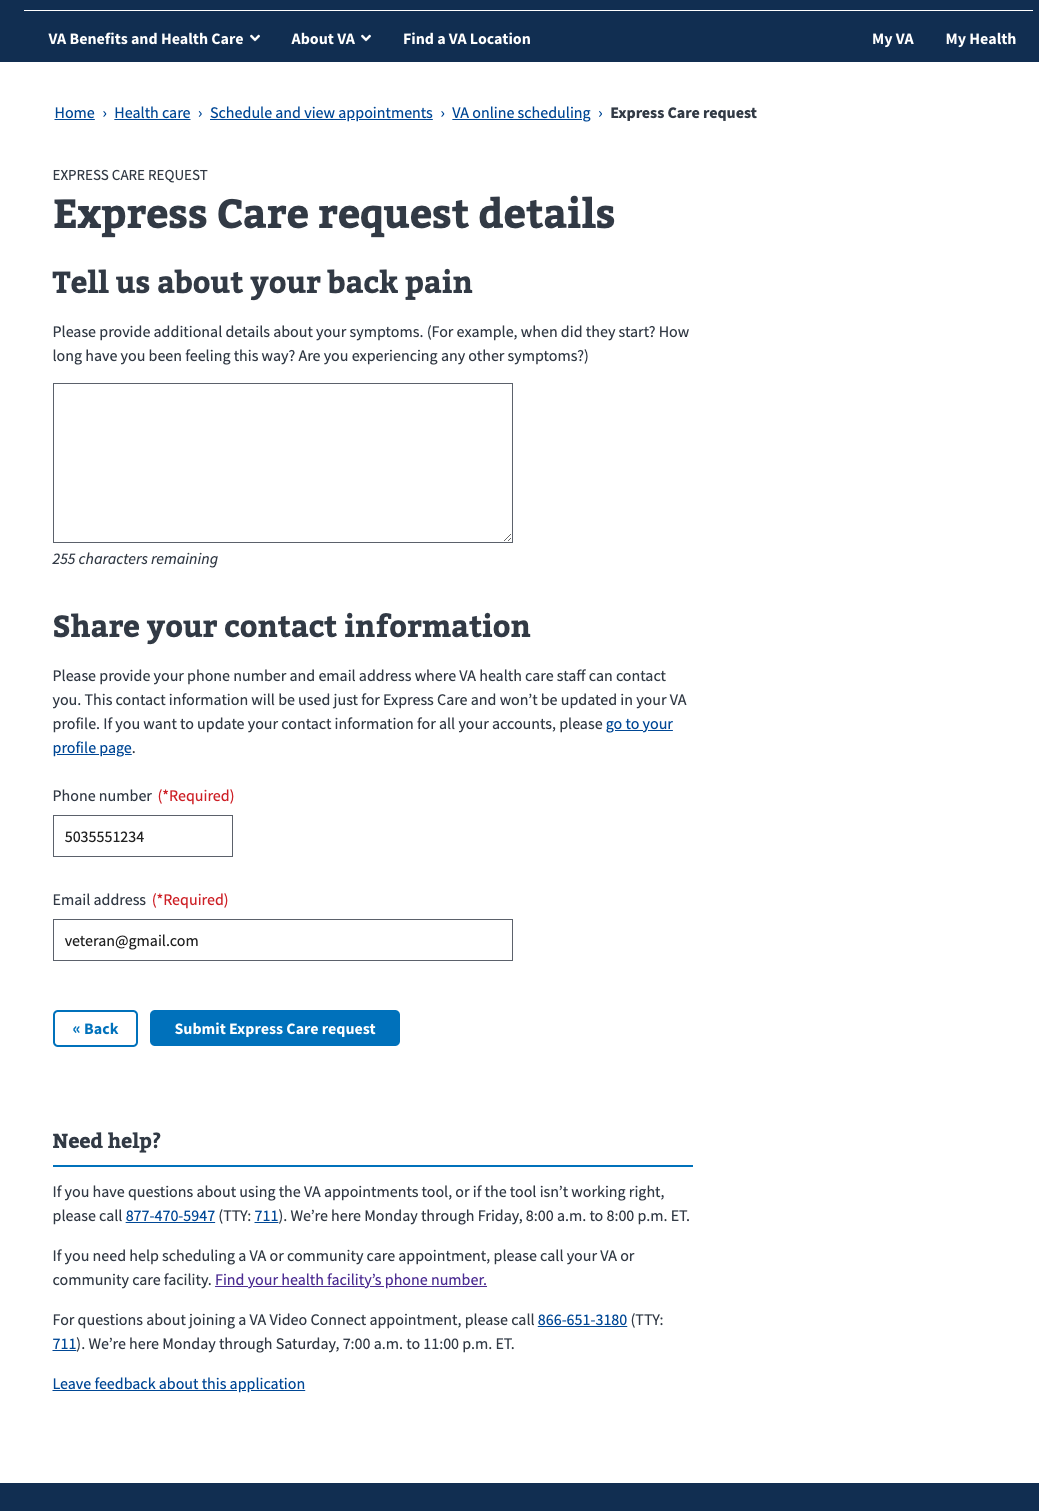 VA Benefits and Health Care About VA Find a VA Location My VA My Health
Home › Health care › Schedule and view appointments › VA online scheduling › Express Care request
EXPRESS CARE REQUEST
Express Care request details
Tell us about your back pain
Please provide additional details about your symptoms. (For example, when did they start? How
long have you been feeling this way? Are you experiencing any other symptoms?)
255 characters remaining
Share your contact information
Please provide your phone number and email address where VA health care staff can contact
you. This contact information will be used just for Express Care and won’t be updated in your VA
profile. If you want to update your contact information for all your accounts, please go to your
profile page.
Phone number (*Required)
5035551234
Email address (*Required)
veteran@gmail.com
« Back Submit Express Care request
Need help?
If you have questions about using the VA appointments tool, or if the tool isn’t working right,
please call 877-470-5947 (TTY: 711). We’re here Monday through Friday, 8:00 a.m. to 8:00 p.m. ET.
If you need help scheduling a VA or community care appointment, please call your VA or
community care facility. Find your health facility’s phone number.
For questions about joining a VA Video Connect appointment, please call 866-651-3180 (TTY:
711). We’re here Monday through Saturday, 7:00 a.m. to 11:00 p.m. ET.
Leave feedback about this application